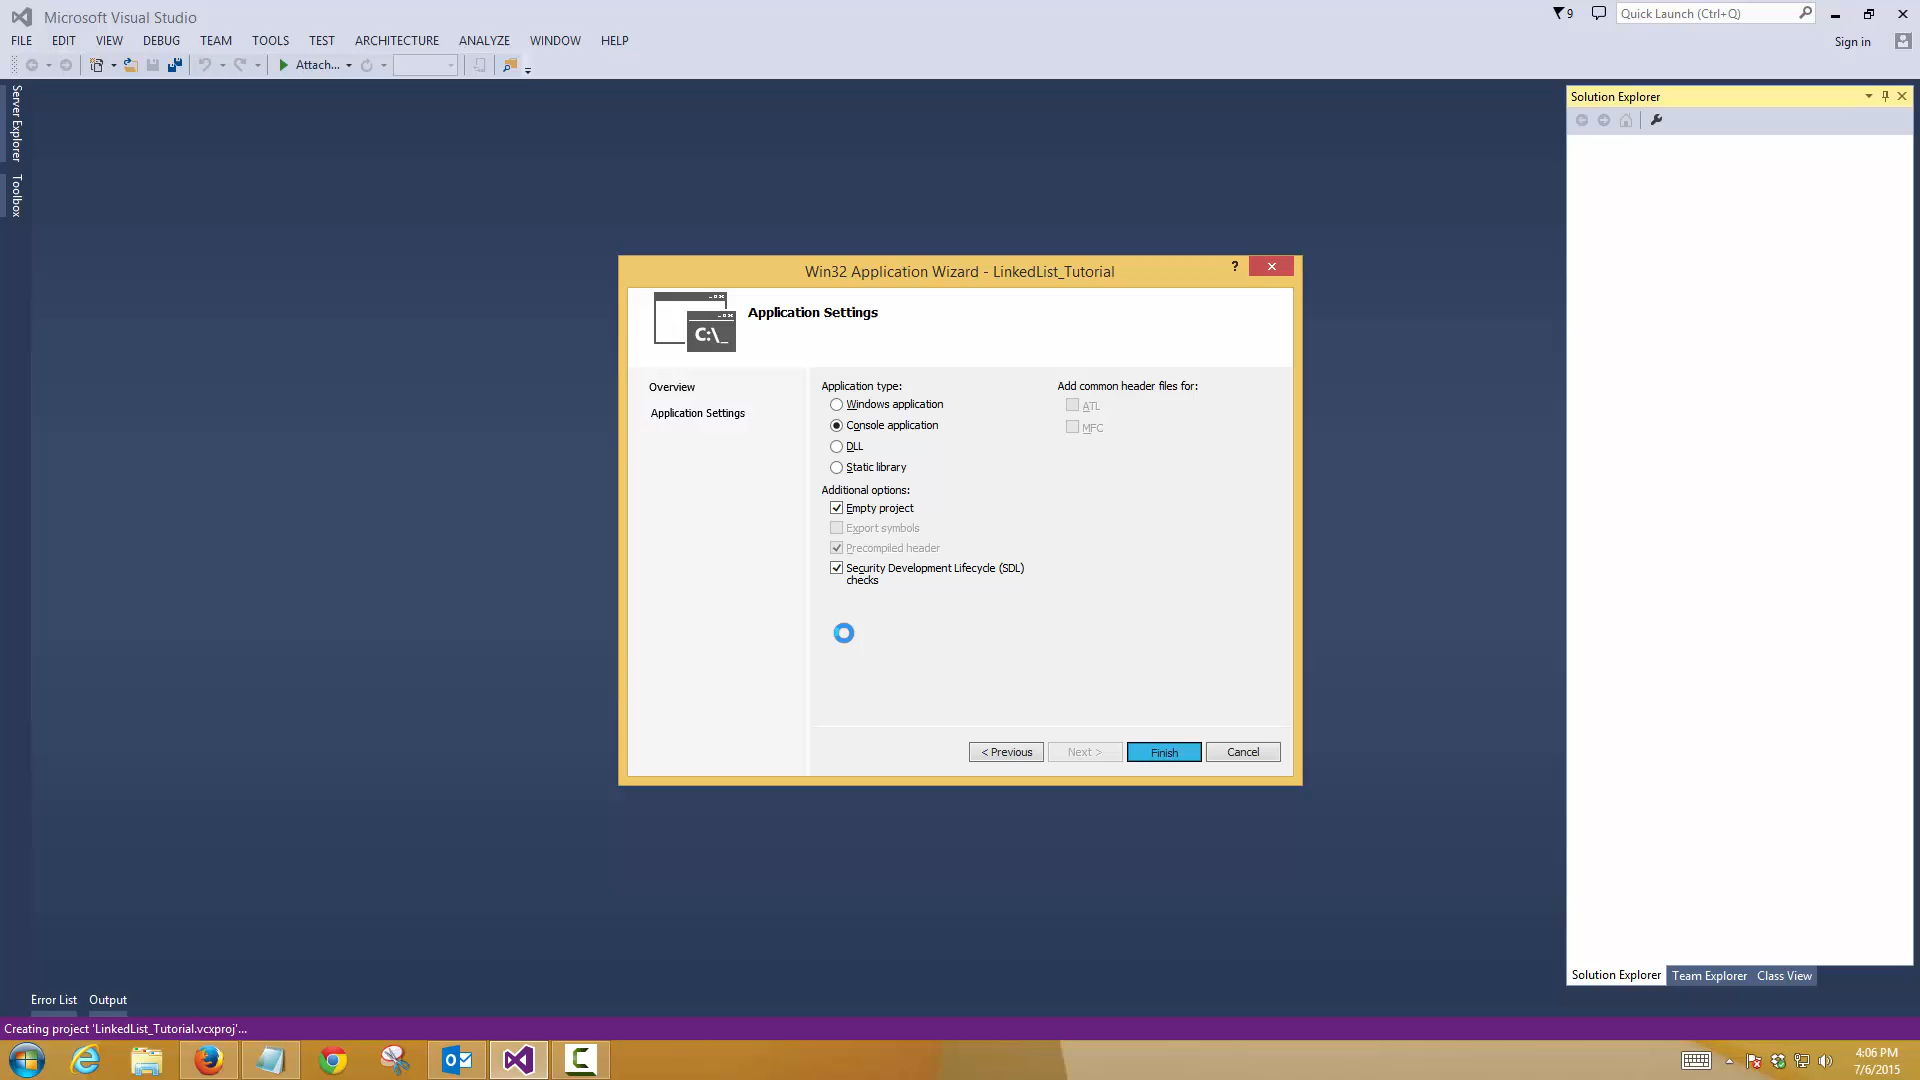 Microsoft Visual Studio
9
Quick Launch (Ctrl+Q)
FILE EDIT VIEW DEBUG TEAM TOOLS TEST ARCHITECTURE ANALYZE WINDOW HELP
Sign in
Attach...
Server Explorer
Toolbox
Solution Explorer
Win32 Application Wizard - LinkedList_Tutorial
?
C:\_
Application Settings
Overview
Application Settings
Application type:
Windows application
Console application
DLL
Static library
Additional options:
Empty project
Export symbols
Precompiled header
Security Development Lifecycle (SDL)
checks
Add common header files for:
ATL
MFC
< Previous Next > Finish Cancel
Solution Explorer Team Explorer Class View
Error List Output
Creating project 'LinkedList_Tutorial.vcxproj'...
4:06 PM
7/6/2015